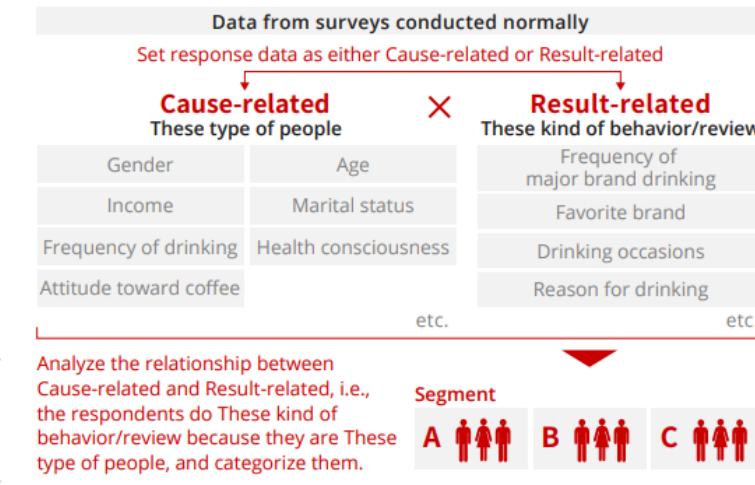 Data from surveys conducted normally
Set response data as either Cause-related or Result-related
Cause-related
These type of people
×
Result-related
These kind of behavior/review
Gender
Age
Income
Marital status
Frequency of drinking
Health consciousness
Attitude toward coffee
etc.
Frequency of
major brand drinking
Favorite brand
Drinking occasions
Reason for drinking
etc
Analyze the relationship between
Cause-related and Result-related, i.e.,
the respondents do These kind of
behavior/review because they are These
type of people, and categorize them.
Segment
A
B
C